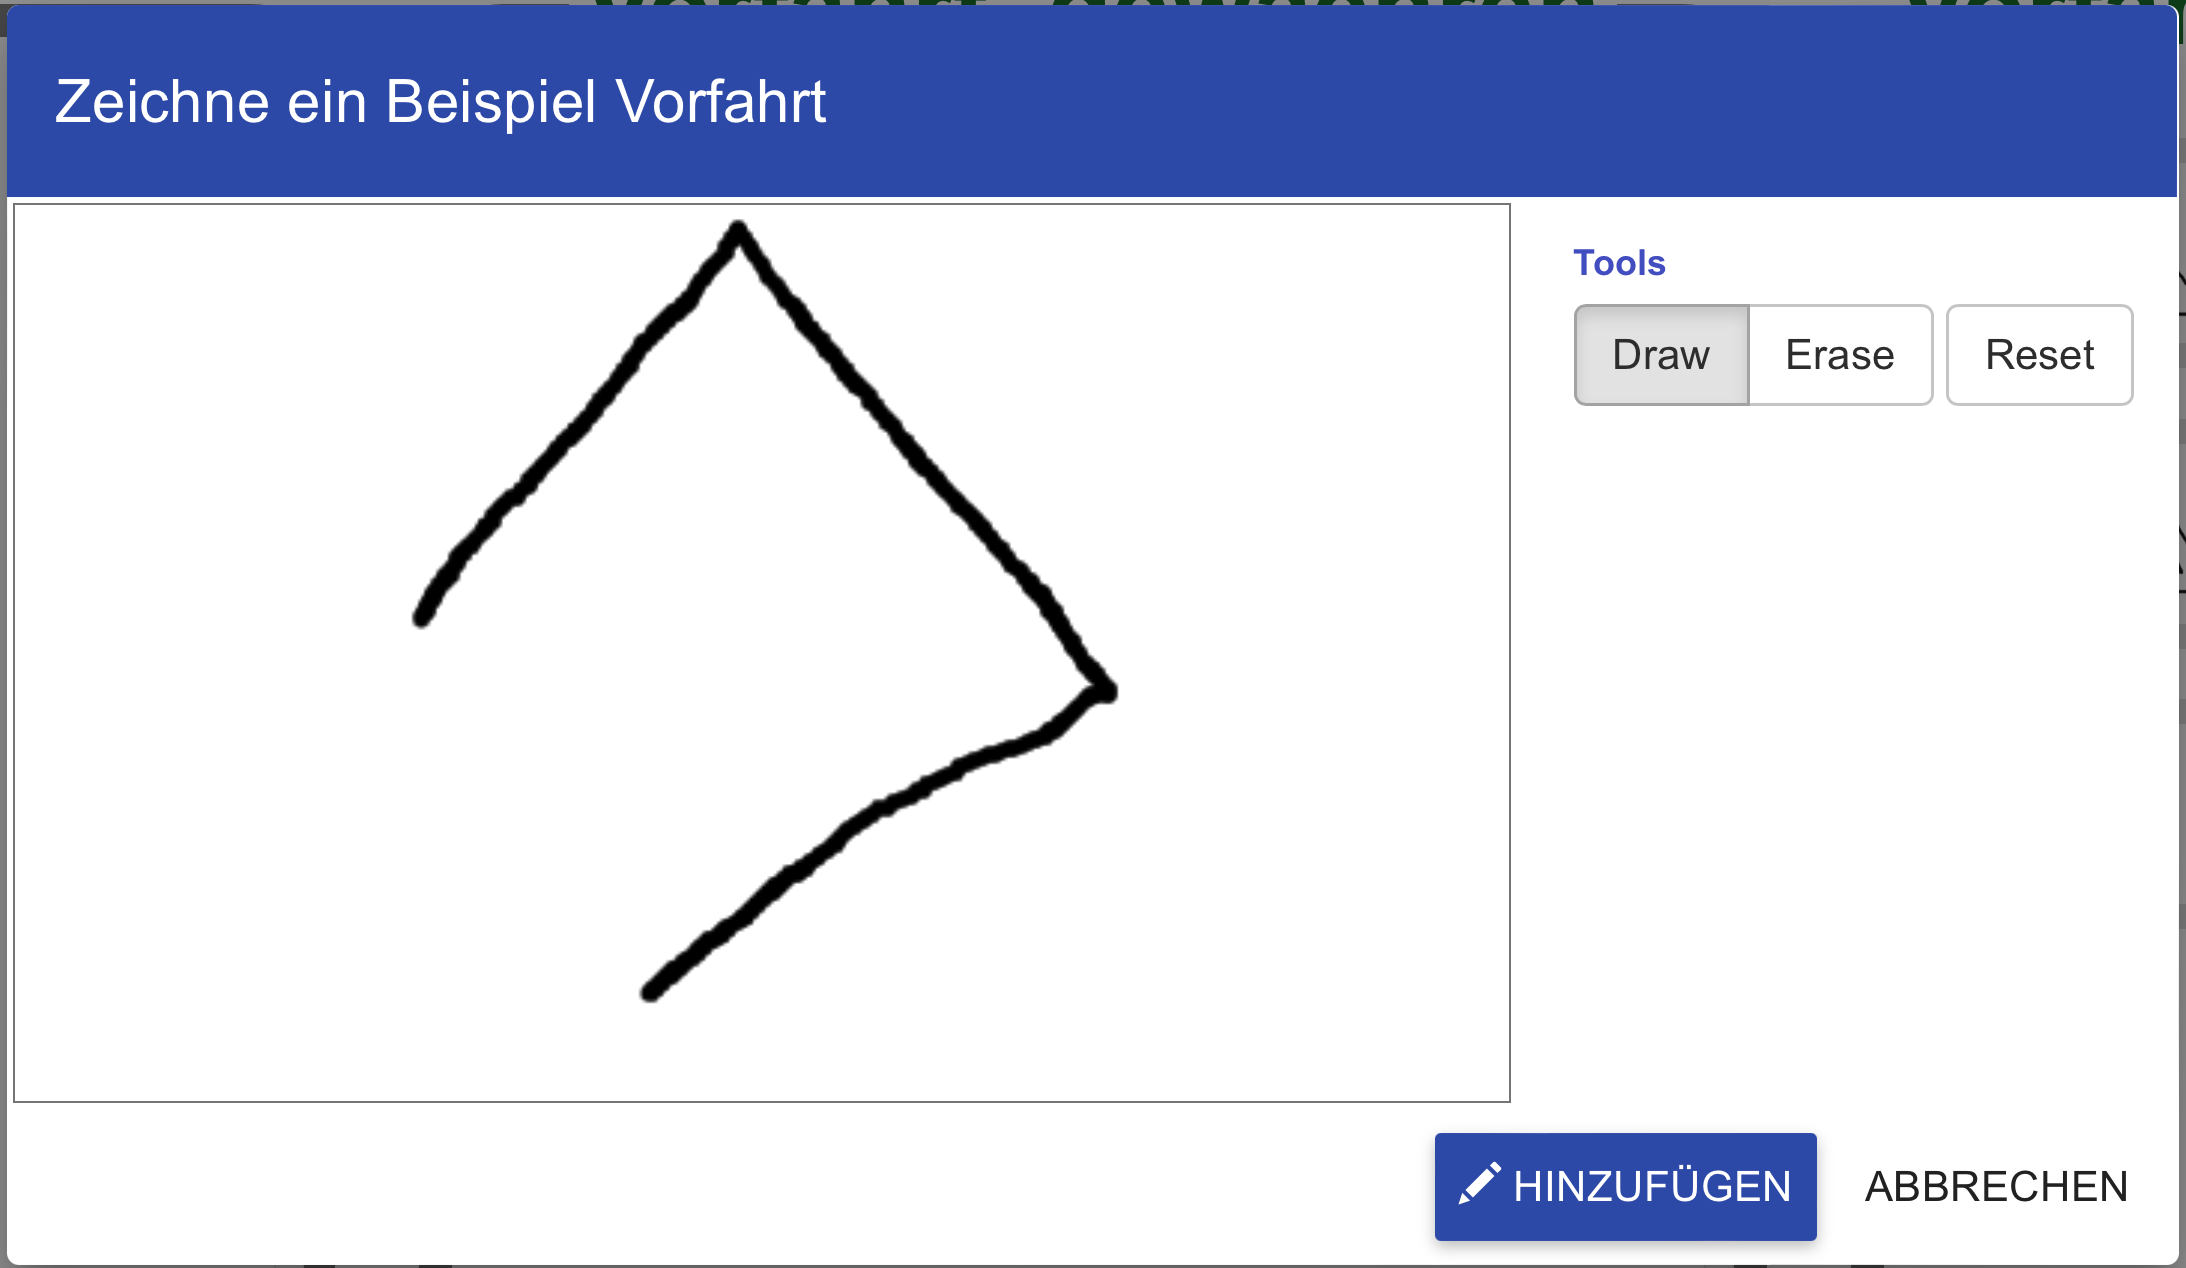 Zeichne ein Beispiel Vorfahrt
Tools
Draw Erase Reset
HINZUFÜGEN ABBRECHEN